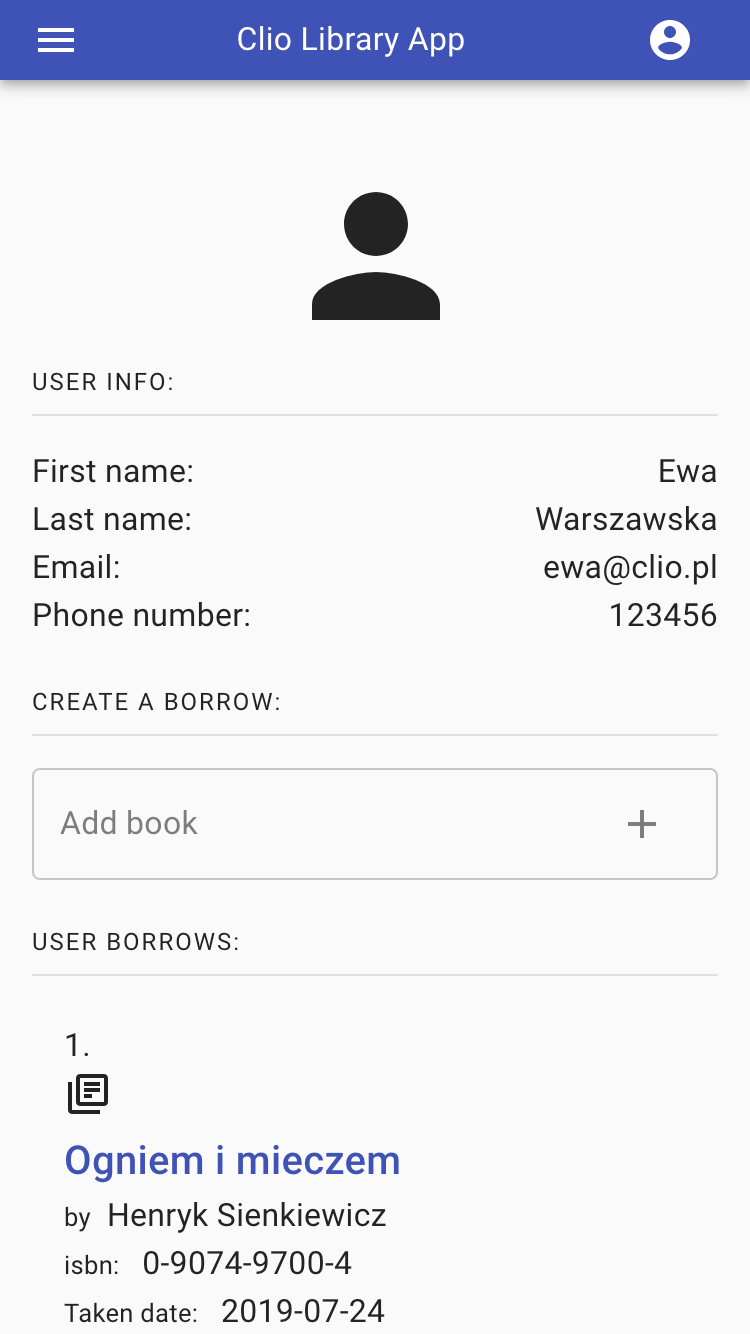 Clio Library App
USER INFO:
First name: Ewa
Last name: Warszawska
Email: ewa@clio.pl
Phone number: 123456
CREATE A BORROW:
Add book
USER BORROWS:
1.
Ogniem i mieczem
by Henryk Sienkiewicz
isbn: 0-9074-9700-4
Taken date: 2019-07-24